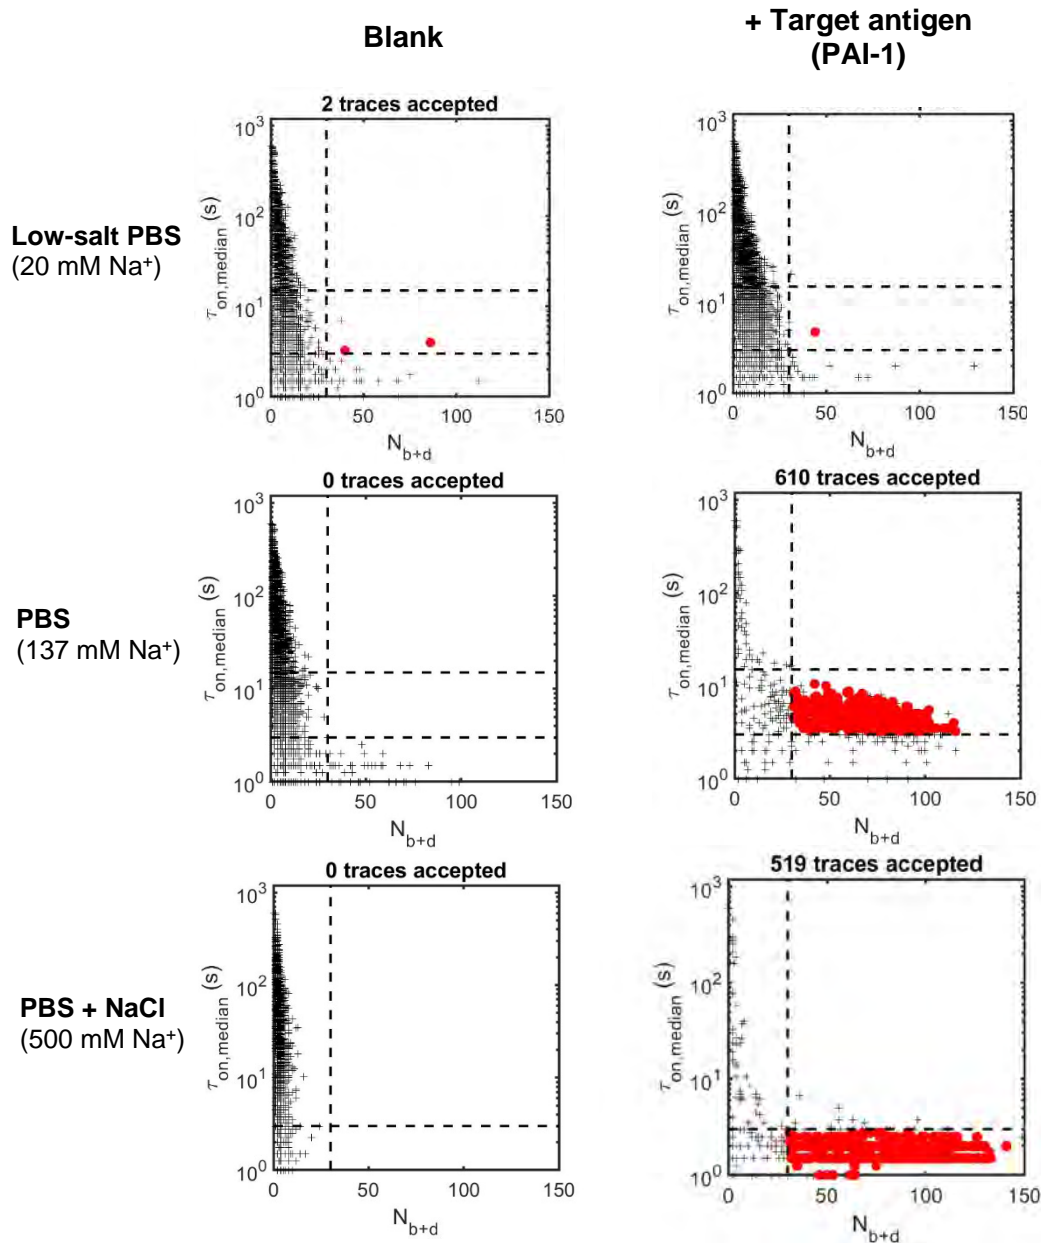 Blank
+ Target antigen
(PAI-1)
Low-salt PBS
(20 mM Na⁺)
2 traces accepted
τon,median (s)
10³
10²
10¹
10⁰
0 50 100 150
Nb+d
τon,median (s)
10³
10²
10¹
10⁰
0 50 100 150
Nb+d
PBS
(137 mM Na⁺)
0 traces accepted
τon,median (s)
10³
10²
10¹
10⁰
0 50 100 150
Nb+d
610 traces accepted
τon,median (s)
10³
10²
10¹
10⁰
0 50 100 150
Nb+d
PBS + NaCl
(500 mM Na⁺)
0 traces accepted
τon,median (s)
10³
10²
10¹
10⁰
0 50 100 150
Nb+d
519 traces accepted
τon,median (s)
10³
10²
10¹
10⁰
0 50 100 150
Nb+d